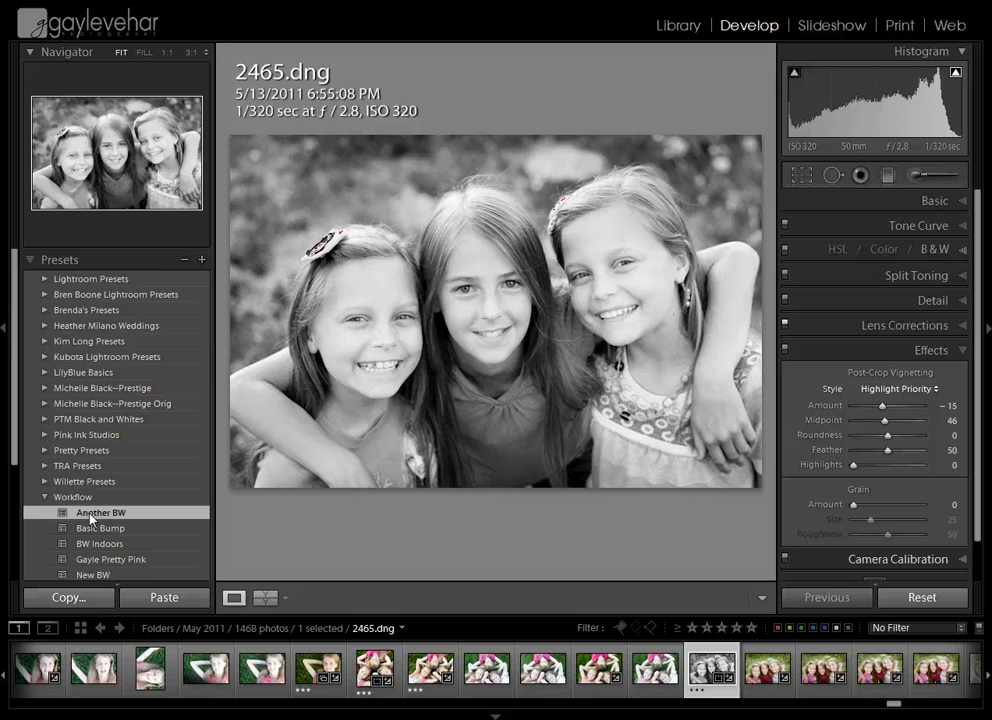 gaylevehar
PHOTOGRAPHY
Library | Develop | Slideshow | Print | Web
Navigator FIT FILL 1:1 3:1
Histogram
2465.dng
5/13/2011 6:55:08 PM
1/320 sec at ƒ / 2.8, ISO 320
ISO 320 50 mm ƒ / 2.8 1/320 sec
Basic
Tone Curve
HSL / Color / B & W
Split Toning
Detail
Lens Corrections
Effects
Post-Crop Vignetting
Style Highlight Priority
Amount – 15
Midpoint 46
Roundness 0
Feather 50
Highlights 0
Grain
Amount 0
Size 25
Roughness 50
Camera Calibration
Previous Reset
Presets
Lightroom Presets
Bren Boone Lightroom Presets
Brenda's Presets
Heather Milano Weddings
Kim Long Presets
Kubota Lightroom Presets
LilyBlue Basics
Michelle Black--Prestige
Michelle Black--Prestige Orig
PTM Black and Whites
Pink Ink Studios
Pretty Presets
TRA Presets
Willette Presets
Workflow
Another BW
Basic Bump
BW Indoors
Gayle Pretty Pink
New BW
Copy... Paste
1 2 Folders / May 2011 / 1468 photos / 1 selected / 2465.dng Filter : No Filter